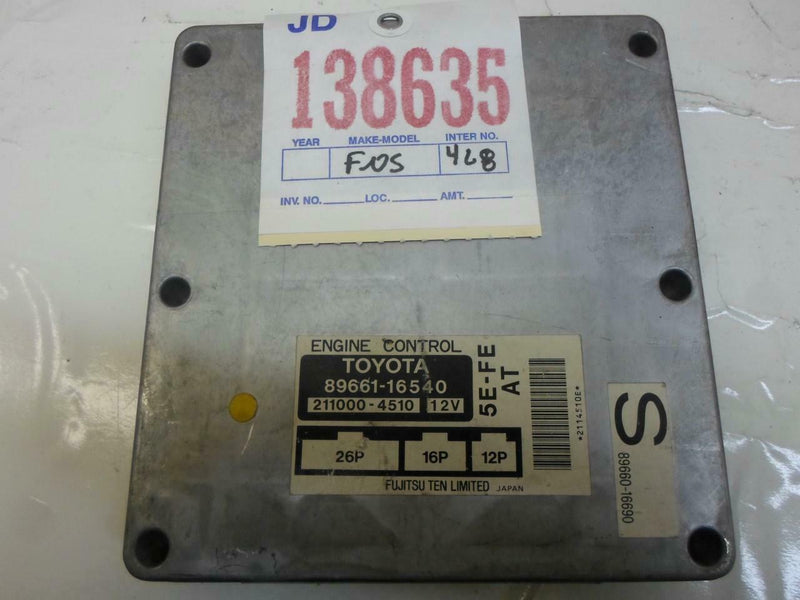 JD
138635
YEAR MAKE-MODEL INTER NO.
F10S 4L8
INV. NO. LOC. AMT.
ENGINE CONTROL
TOYOTA
89661-16540
211000-4510 12V
5E-FE
AT
26P 16P 12P
FUJITSU TEN LIMITED JAPAN
*2114510E*
S
89660-16690